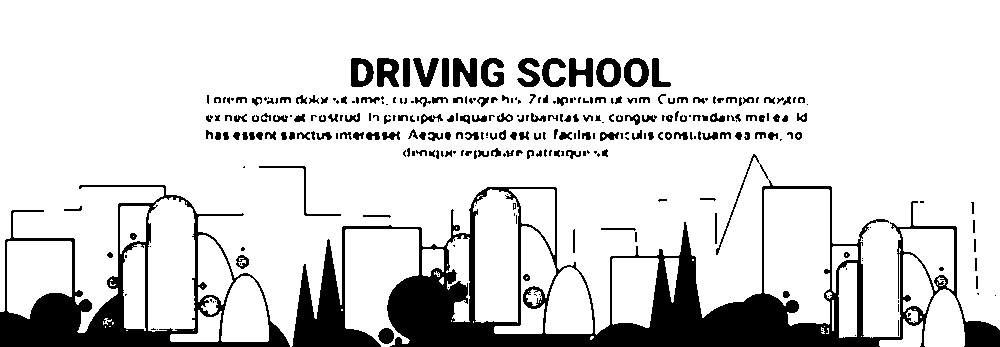 DRIVING SCHOOL
Lorem ipsum dolor sit amet, cu agam integre his. Zril aperiam ut vim. Cum ne tempor nostro,
ex nec odio erat nostrud. In principes aliquando urbanitas vix, congue reformidans mel ea. Id
has essent sanctus interesset. Aeque nostrud est ut, facilisi periculis constituam ea mei, no
denique repudiare patrioque sit